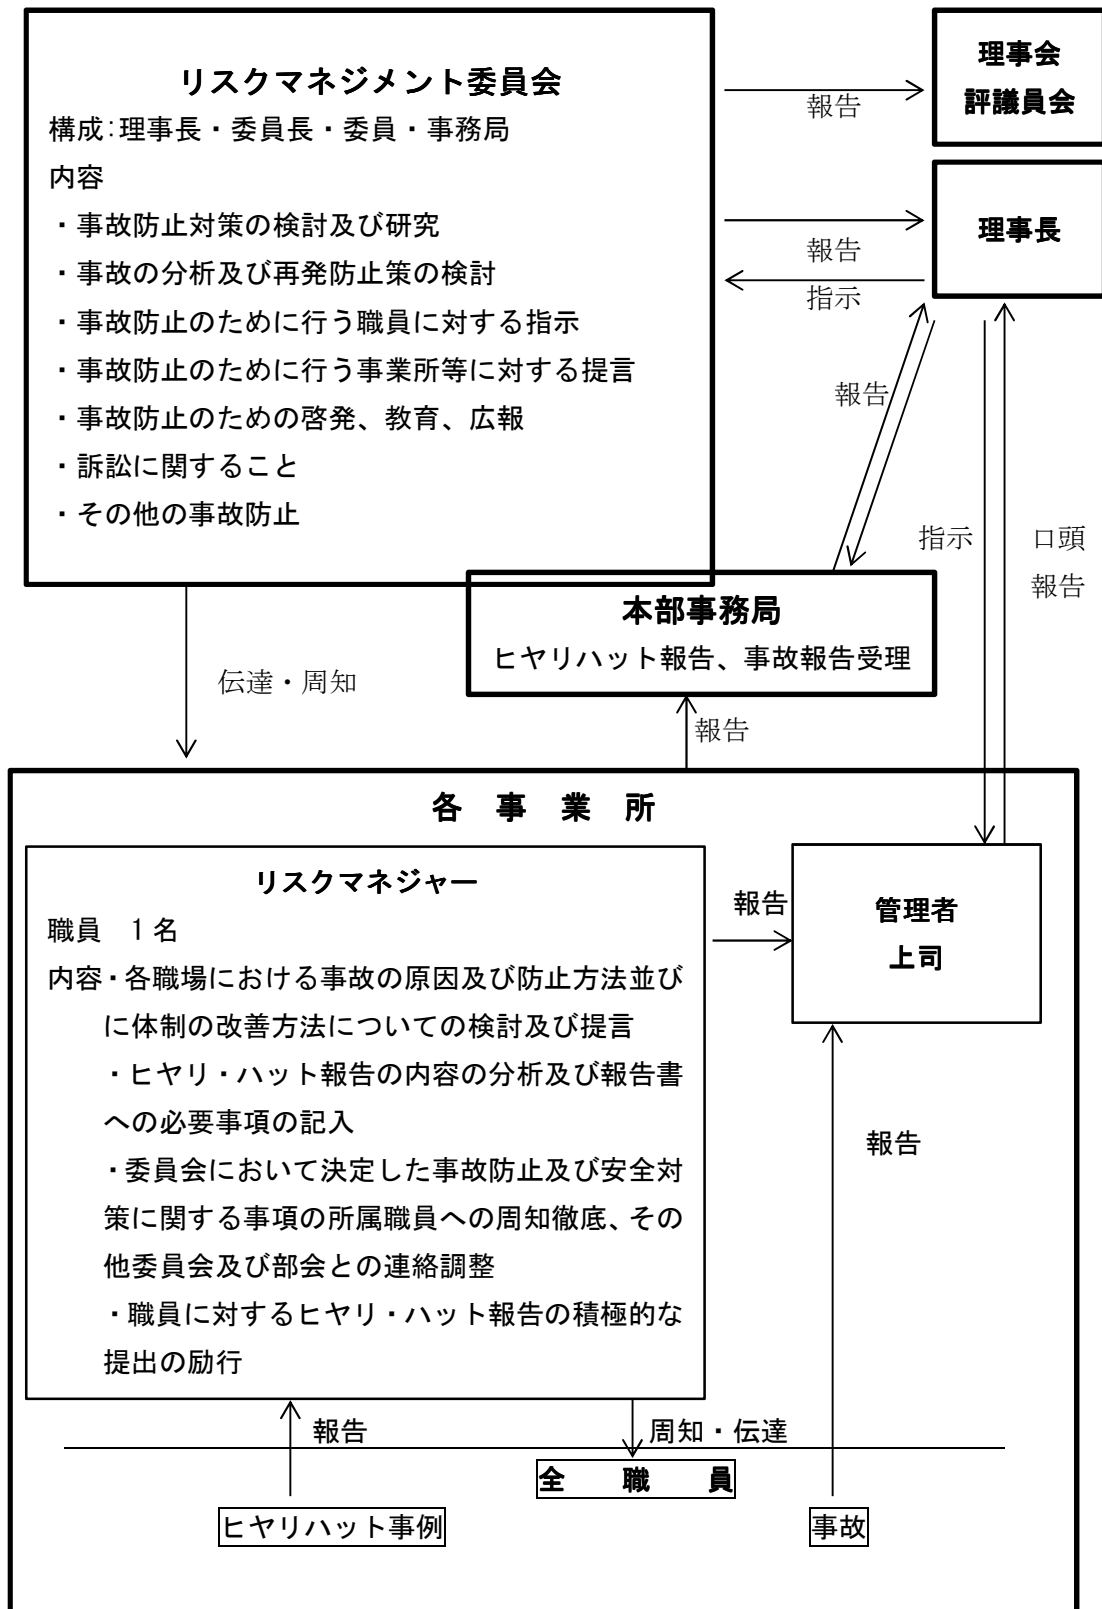 リスクマネジメント委員会
構成:理事長・委員長・委員・事務局
内容
・事故防止対策の検討及び研究
・事故の分析及び再発防止策の検討
・事故防止のために行う職員に対する指示
・事故防止のために行う事業所等に対する提言
・事故防止のための啓発、教育、広報
・訴訟に関すること
・その他の事故防止
報告
理事会
評議員会
報告
指示
理事長
報告
指示
口頭
報告
本部事務局
ヒヤリハット報告、事故報告受理
伝達・周知
報告
各 事 業 所
リスクマネジャー
職員 1名
内容・各職場における事故の原因及び防止方法並び
に体制の改善方法についての検討及び提言
・ヒヤリ・ハット報告の内容の分析及び報告書
への必要事項の記入
・委員会において決定した事故防止及び安全対
策に関する事項の所属職員への周知徹底、その
他委員会及び部会との連絡調整
・職員に対するヒヤリ・ハット報告の積極的な
提出の励行
報告
管理者
上司
報告
報告
周知・伝達
全 職 員
ヒヤリハット事例
事故